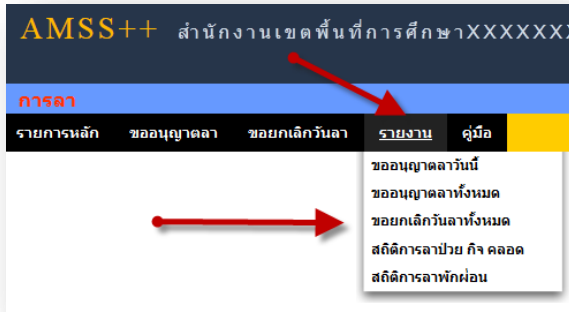 AMSS++ สำนักงานเขตพื้นที่การศึกษาXXXXXXX
การลา
รายการหลัก ขออนุญาตลา ขอยกเลิกวันลา รายงาน คู่มือ
ขออนุญาตลาวันนี้
ขออนุญาตลาทั้งหมด
ขอยกเลิกวันลาทั้งหมด
สถิติการลาป่วย กิจ คลอด
สถิติการลาพักผ่อน